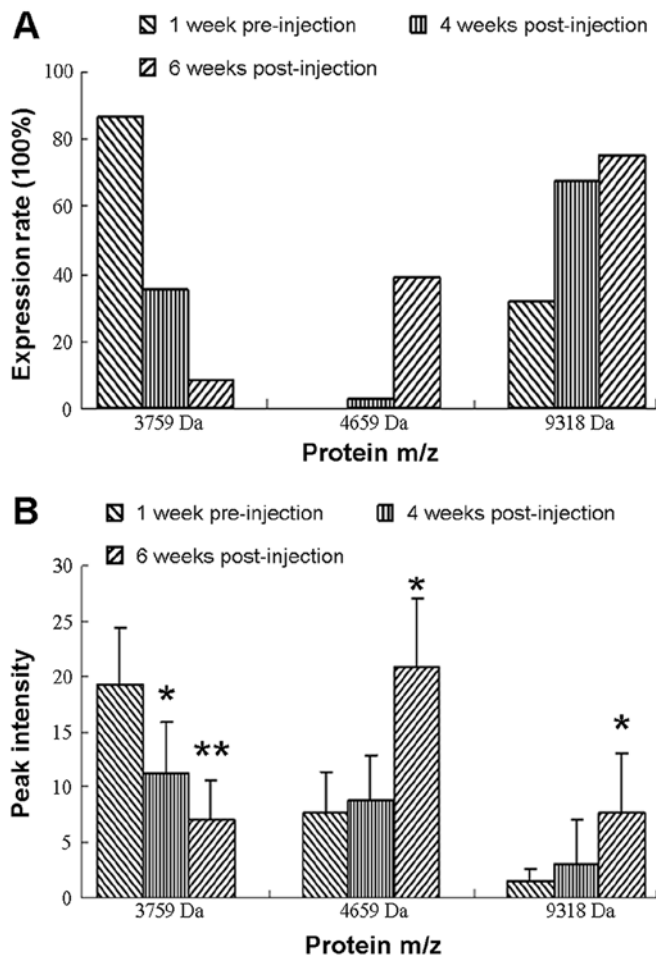 A
1 week pre-injection 4 weeks post-injection
6 weeks post-injection
Expression rate (100%)
100
80
60
40
20
0
3759 Da 4659 Da 9318 Da
Protein m/z
B
1 week pre-injection 4 weeks post-injection
6 weeks post-injection
Peak intensity
30
25
20
15
10
5
0
*
**
*
*
3759 Da 4659 Da 9318 Da
Protein m/z